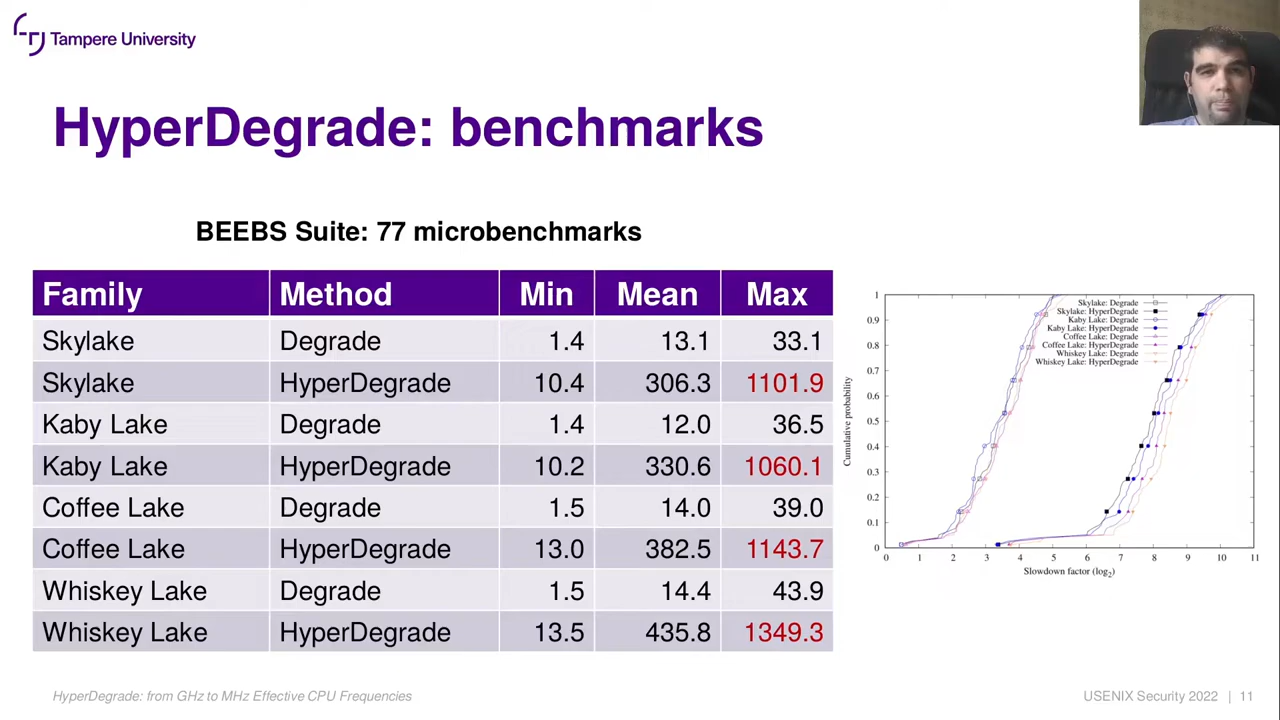 Tampere University
HyperDegrade: benchmarks
BEEBS Suite: 77 microbenchmarks
Family Method Min Mean Max
Skylake Degrade 1.4 13.1 33.1
Skylake HyperDegrade 10.4 306.3 1101.9
Kaby Lake Degrade 1.4 12.0 36.5
Kaby Lake HyperDegrade 10.2 330.6 1060.1
Coffee Lake Degrade 1.5 14.0 39.0
Coffee Lake HyperDegrade 13.0 382.5 1143.7
Whiskey Lake Degrade 1.5 14.4 43.9
Whiskey Lake HyperDegrade 13.5 435.8 1349.3
Cumulative probability
1
0.9
0.8
0.7
0.6
0.5
0.4
0.3
0.2
0.1
0
Skylake: Degrade
Skylake: HyperDegrade
Kaby Lake: Degrade
Kaby Lake: HyperDegrade
Coffee Lake: Degrade
Coffee Lake: HyperDegrade
Whiskey Lake: Degrade
Whiskey Lake: HyperDegrade
0 1 2 3 4 5 6 7 8 9 10 11
Slowdown factor (log2)
HyperDegrade: from GHz to MHz Effective CPU Frequencies
USENIX Security 2022 | 11